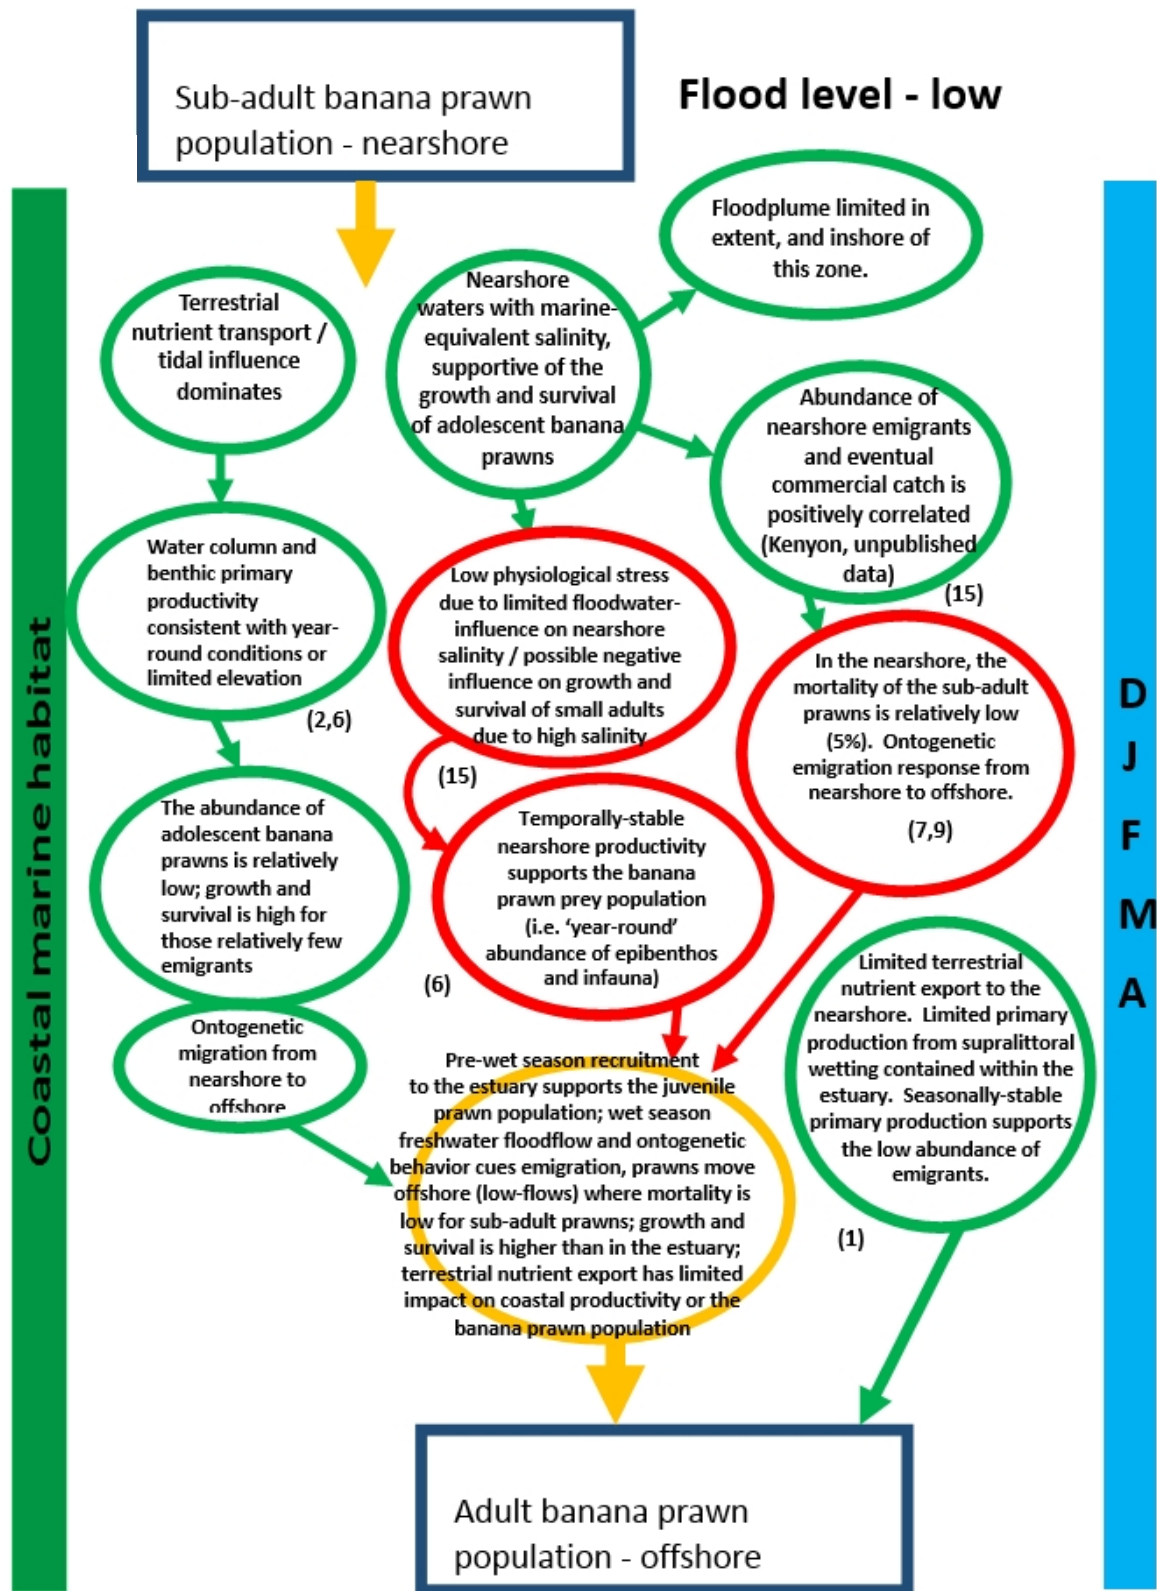 Sub-adult banana prawn
population - nearshore
Flood level - low
Floodplume limited in
extent, and inshore of
this zone.
Terrestrial
nutrient transport /
tidal influence
dominates
Nearshore
waters with marine-
equivalent salinity,
supportive of the
growth and survival
of adolescent banana
prawns
Abundance of
nearshore emigrants
and eventual
commercial catch is
positively correlated
(Kenyon, unpublished
data)
(15)
Water column and
benthic primary
productivity
consistent with year-
round conditions or
limited elevation
(2,6)
Low physiological stress
due to limited floodwater-
influence on nearshore
salinity / possible negative
influence on growth and
survival of small adults
due to high salinity
(15)
In the nearshore, the
mortality of the sub-adult
prawns is relatively low
(5%). Ontogenetic
emigration response from
nearshore to offshore.
(7,9)
The abundance of
adolescent banana
prawns is relatively
low; growth and
survival is high for
those relatively few
emigrants
Temporally-stable
nearshore productivity
supports the banana
prawn prey population
(i.e. ‘year-round’
abundance of epibenthos
and infauna)
(6)
Ontogenetic
migration from
nearshore to
offshore
Limited terrestrial
nutrient export to the
nearshore. Limited primary
production from supralittoral
wetting contained within the
estuary. Seasonally-stable
primary production supports
the low abundance of
emigrants.
(1)
Pre-wet season recruitment
to the estuary supports the juvenile
prawn population; wet season
freshwater floodflow and ontogenetic
behavior cues emigration, prawns move
offshore (low-flows) where mortality is
low for sub-adult prawns; growth and
survival is higher than in the estuary;
terrestrial nutrient export has limited
impact on coastal productivity or the
banana prawn population
Adult banana prawn
population - offshore
Coastal marine habitat
D
J
F
M
A